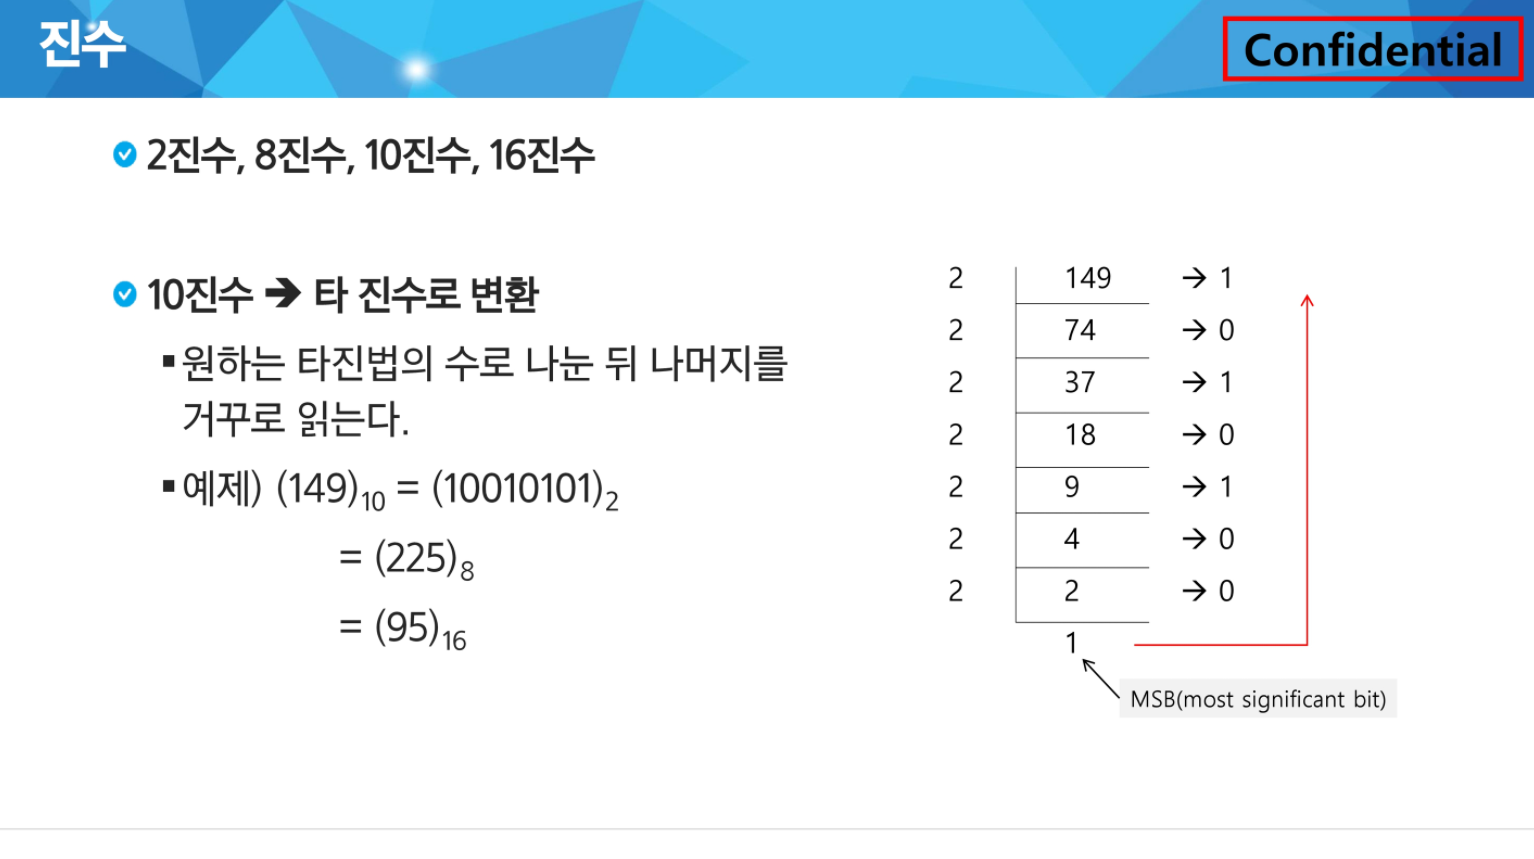 진수
Confidential
2진수, 8진수, 10진수, 16진수
10진수 ➔ 타 진수로 변환
▪원하는 타진법의 수로 나눈 뒤 나머지를
거꾸로 읽는다.
▪예제) (149)₁₀ = (10010101)₂
= (225)₈
= (95)₁₆
2 149 → 1
2 74 → 0
2 37 → 1
2 18 → 0
2 9 → 1
2 4 → 0
2 2 → 0
1
MSB(most significant bit)